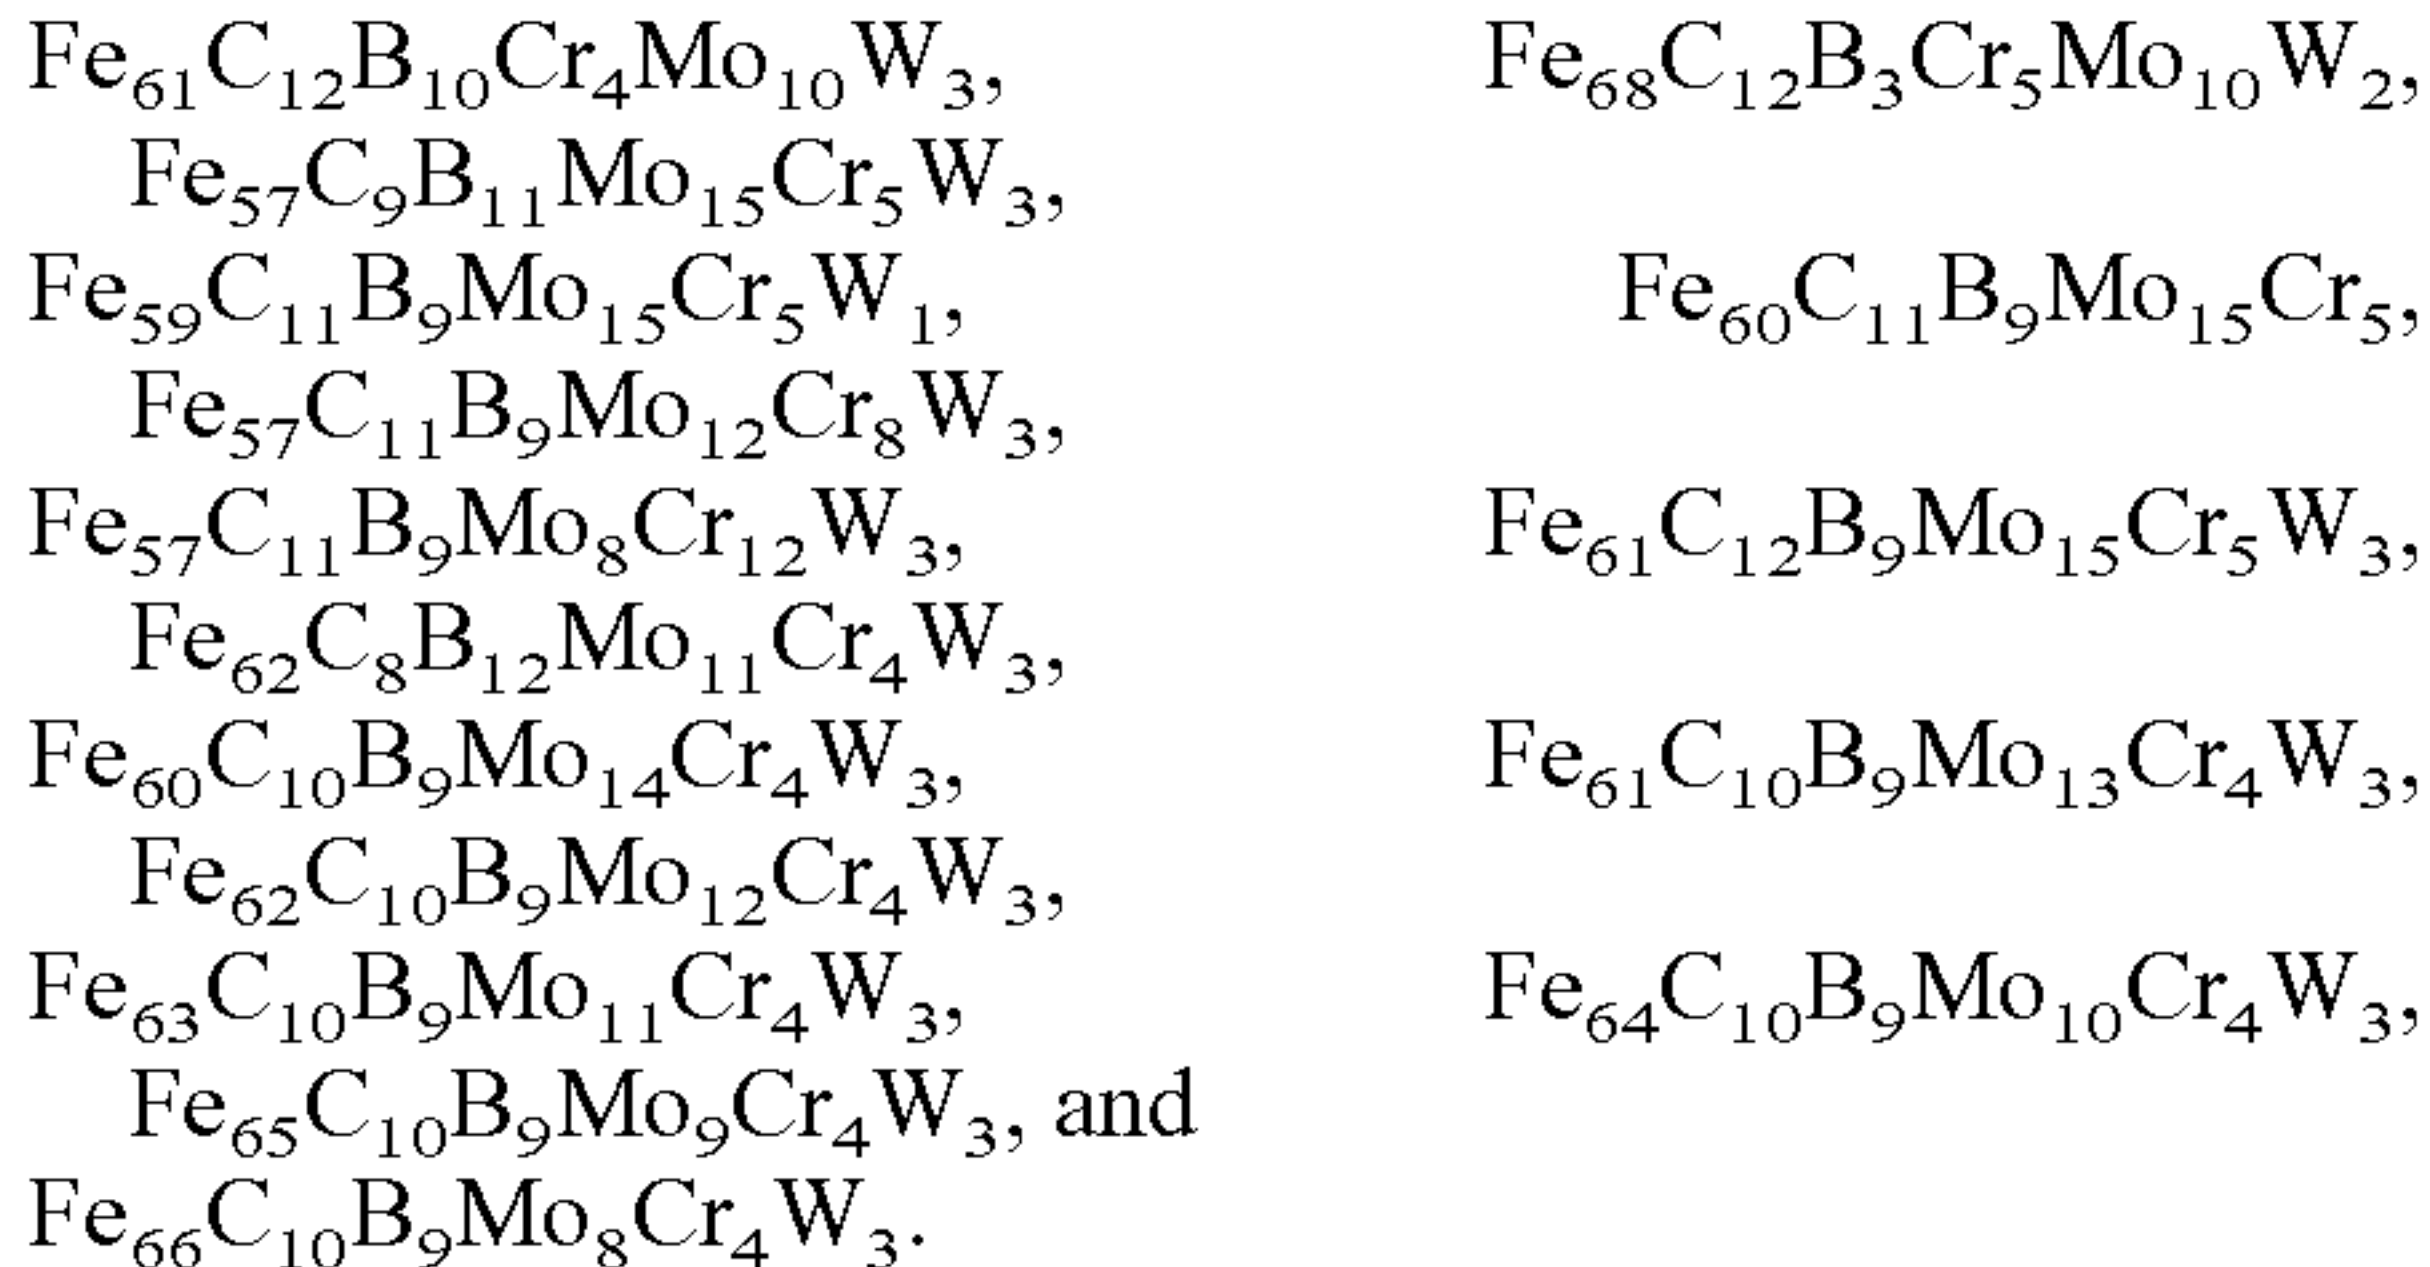 Fe₆₁C₁₂B₁₀Cr₄Mo₁₀W₃, Fe₆₈C₁₂B₃Cr₅Mo₁₀W₂,
Fe₅₇C₉B₁₁Mo₁₅Cr₅W₃,
Fe₅₉C₁₁B₉Mo₁₅Cr₅W₁, Fe₆₀C₁₁B₉Mo₁₅Cr₅,
Fe₅₇C₁₁B₉Mo₁₂Cr₈W₃,
Fe₅₇C₁₁B₉Mo₈Cr₁₂W₃, Fe₆₁C₁₂B₉Mo₁₅Cr₅W₃,
Fe₆₂C₈B₁₂Mo₁₁Cr₄W₃,
Fe₆₀C₁₀B₉Mo₁₄Cr₄W₃, Fe₆₁C₁₀B₉Mo₁₃Cr₄W₃,
Fe₆₂C₁₀B₉Mo₁₂Cr₄W₃,
Fe₆₃C₁₀B₉Mo₁₁Cr₄W₃, Fe₆₄C₁₀B₉Mo₁₀Cr₄W₃,
Fe₆₅C₁₀B₉Mo₉Cr₄W₃, and
Fe₆₆C₁₀B₉Mo₈Cr₄W₃.